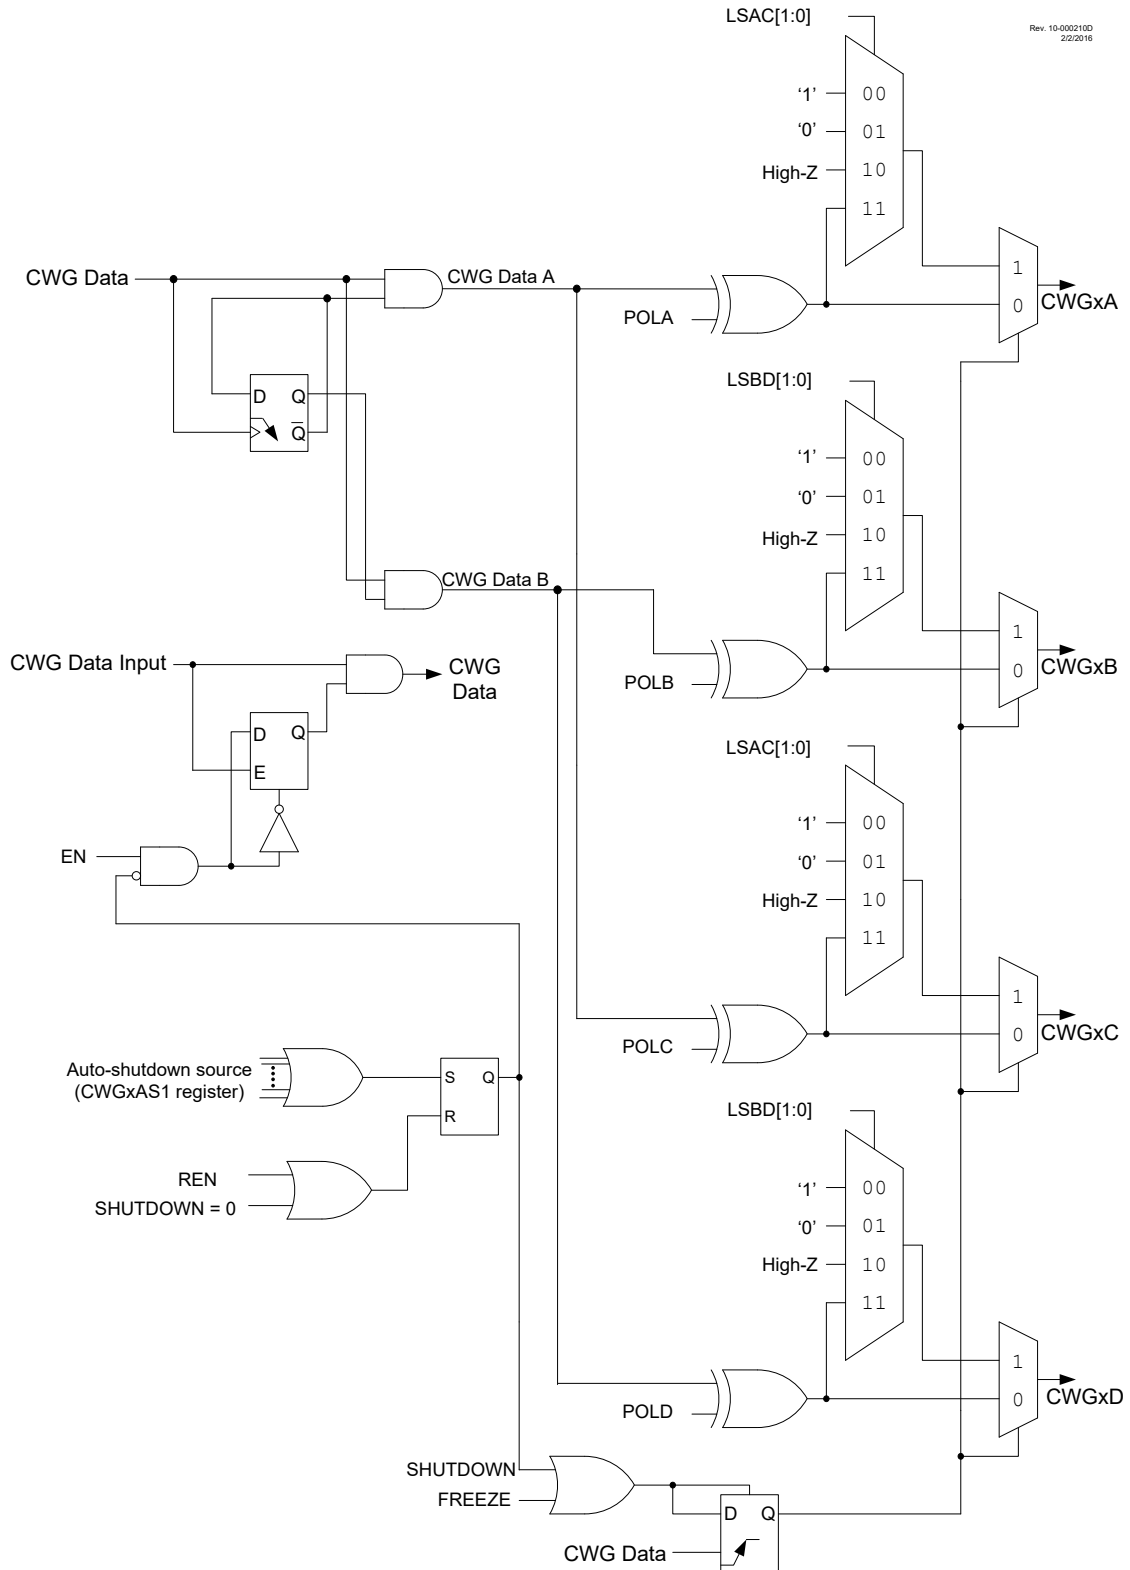 LSAC[1:0]
Rev. 10-000210D
2/2/2016
'1' 00
'0' 01
High-Z 10
11
CWG Data
CWG Data A
POLA
1
0
CWGxA
D Q
Q
LSBD[1:0]
'1' 00
'0' 01
High-Z 10
11
CWG Data B
POLB
1
0
CWGxB
CWG Data Input
CWG
Data
D Q
E
EN
LSAC[1:0]
'1' 00
'0' 01
High-Z 10
11
POLC
1
0
CWGxC
Auto-shutdown source
(CWGxAS1 register)
S Q
R
REN
SHUTDOWN = 0
LSBD[1:0]
'1' 00
'0' 01
High-Z 10
11
POLD
1
0
CWGxD
SHUTDOWN
FREEZE
D Q
CWG Data